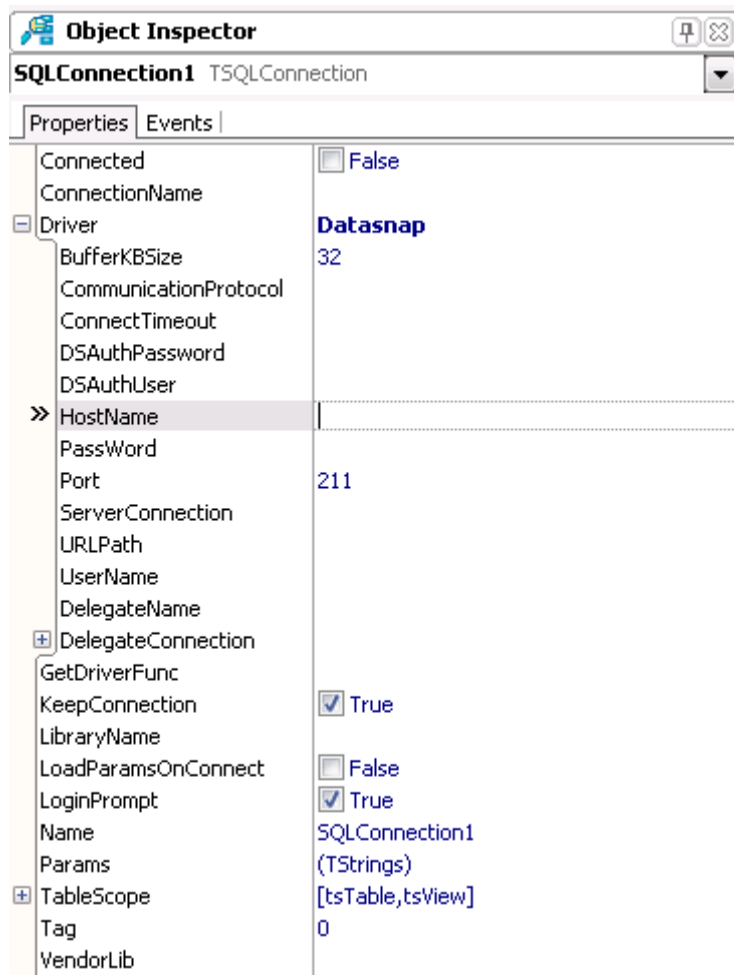 Object Inspector
SQLConnection1 TSQLConnection
Properties Events
Connected False
ConnectionName
Driver Datasnap
BufferKBSize 32
CommunicationProtocol
ConnectTimeout
DSAuthPassword
DSAuthUser
HostName
PassWord
Port 211
ServerConnection
URLPath
UserName
DelegateName
DelegateConnection
GetDriverFunc
KeepConnection True
LibraryName
LoadParamsOnConnect False
LoginPrompt True
Name SQLConnection1
Params (TStrings)
TableScope [tsTable,tsView]
Tag 0
VendorLib